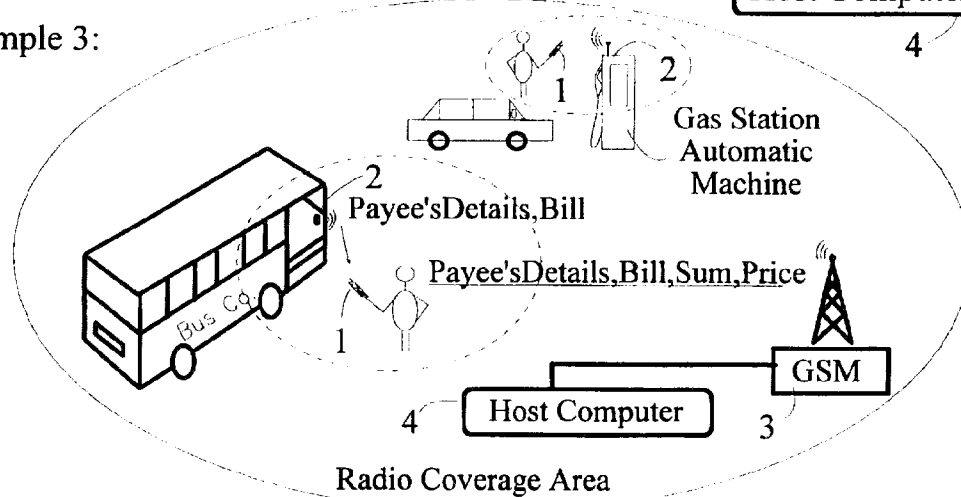 mple 3:
4
1
2
Gas Station
Automatic
Machine
2
Payee'sDetails,Bill
Payee'sDetails,Bill,Sum,Price
Bus Co.
1
GSM
4
Host Computer
3
Radio Coverage Area